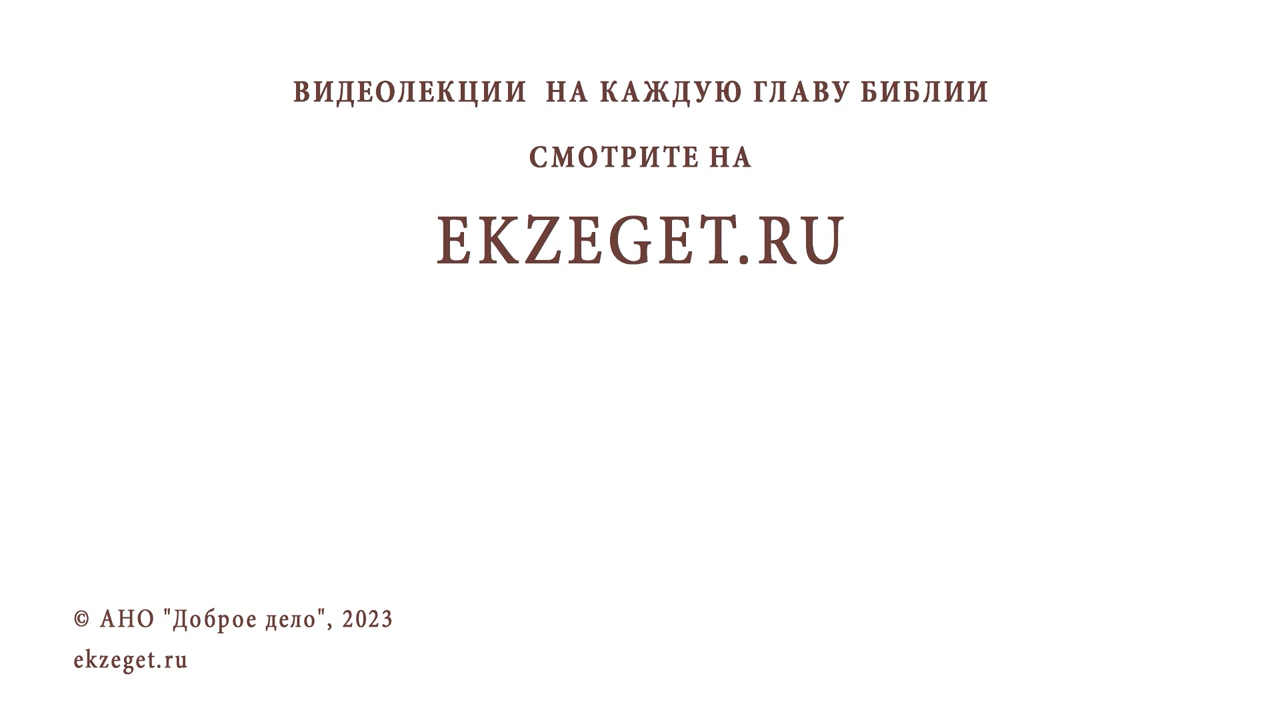 ВИДЕОЛЕКЦИИ НА КАЖДУЮ ГЛАВУ БИБЛИИ
СМОТРИТЕ НА
EKZEGET.RU
© АНО "Доброе дело", 2023
ekzeget.ru